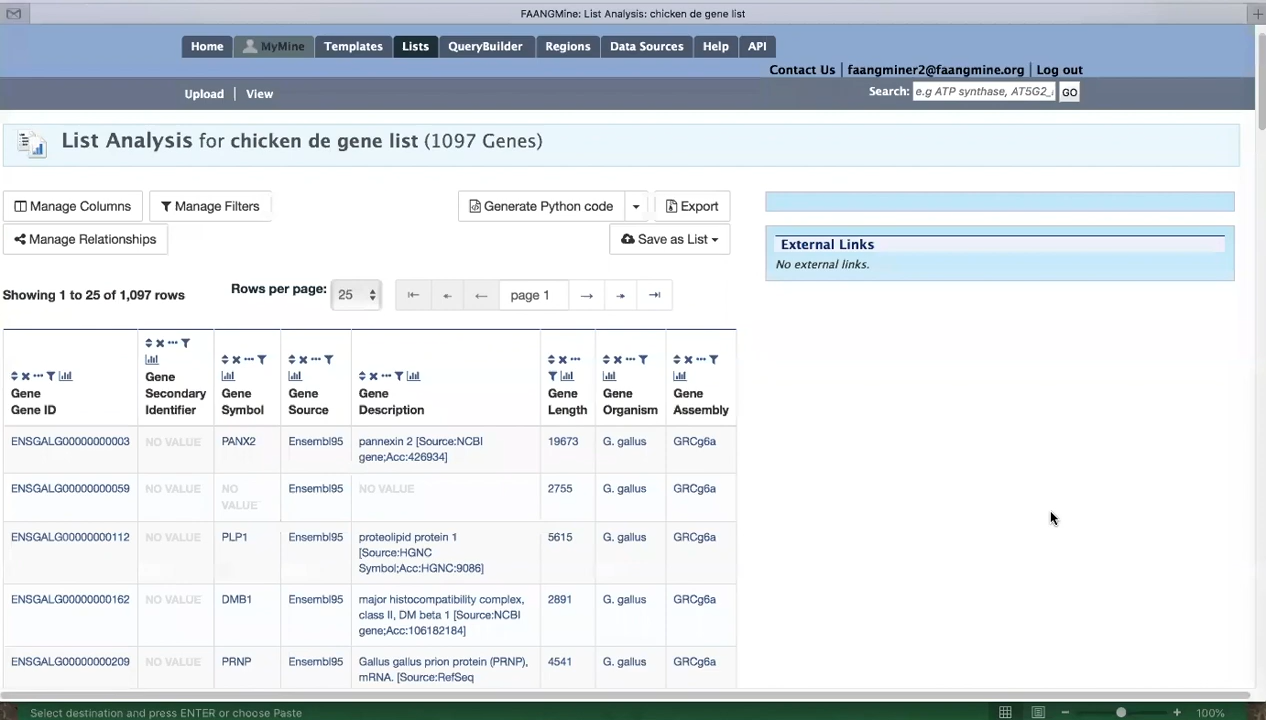 FAANGMine: List Analysis: chicken de gene list
Home
MyMine
Templates
Lists
QueryBuilder
Regions
Data Sources
Help
API
Contact Us | faangminer2@faangmine.org | Log out
Upload | View
Search: e.g ATP synthase, AT5G2_ GO
List Analysis for chicken de gene list (1097 Genes)
Manage Columns
Manage Filters
Generate Python code
Export
Manage Relationships
Save as List
External Links
No external links.
Showing 1 to 25 of 1,097 rows
Rows per page: 25
page 1
Gene
Gene ID
Gene
Secondary
Identifier
Gene
Symbol
Gene
Source
Gene
Description
Gene
Length
Gene
Organism
Gene
Assembly
ENSGALG00000000003 NO VALUE PANX2 Ensembl95 pannexin 2 [Source:NCBI 19673 G. gallus GRCg6a
gene;Acc:426934]
ENSGALG00000000059 NO VALUE NO Ensembl95 NO VALUE 2755 G. gallus GRCg6a
VALUE
ENSGALG00000000112 NO VALUE PLP1 Ensembl95 proteolipid protein 1 5615 G. gallus GRCg6a
[Source:HGNC
Symbol;Acc:HGNC:9086]
ENSGALG00000000162 NO VALUE DMB1 Ensembl95 major histocompatibility complex, 2891 G. gallus GRCg6a
class II, DM beta 1 [Source:NCBI
gene;Acc:106182184]
ENSGALG00000000209 NO VALUE PRNP Ensembl95 Gallus gallus prion protein (PRNP), 4541 G. gallus GRCg6a
mRNA. [Source:RefSeq
Select destination and press ENTER or choose Paste
100%